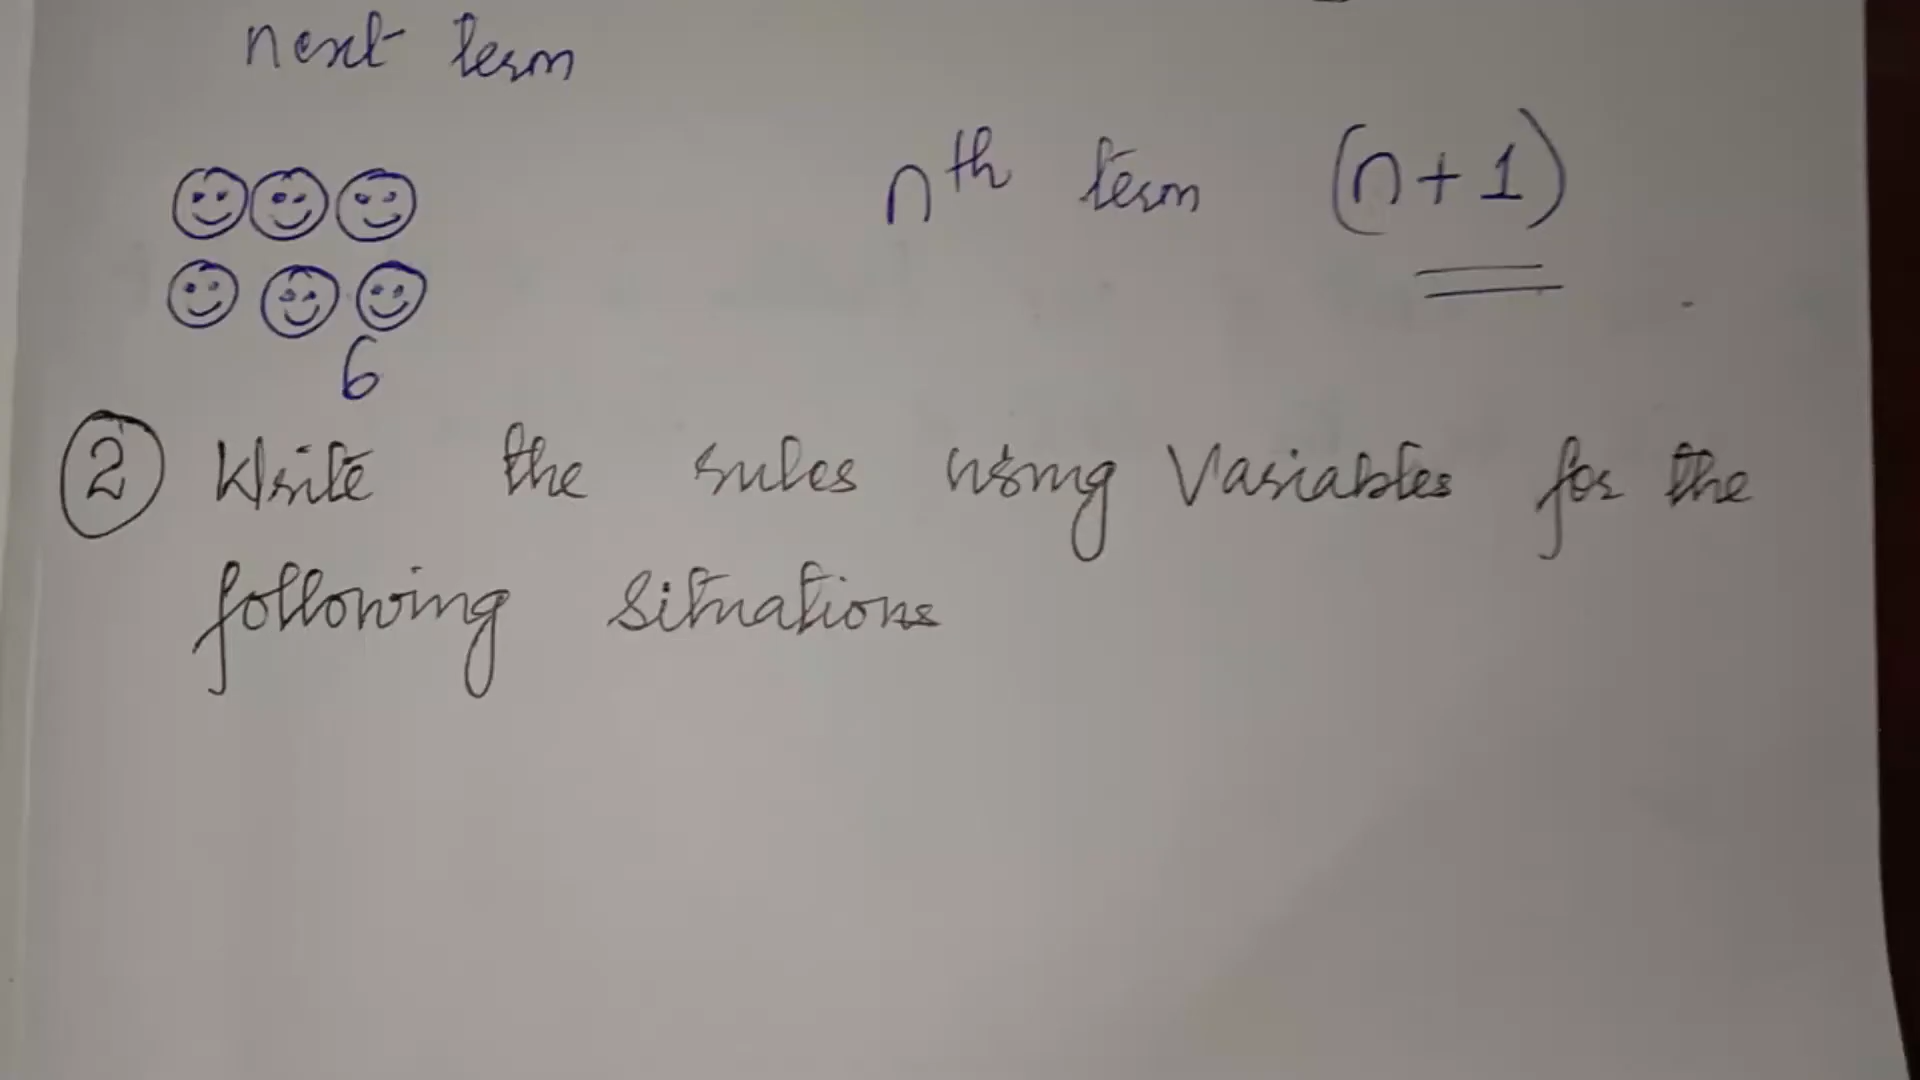 next term
nth term (n+1)
6
2 Write the rules using Variables for the
following situations